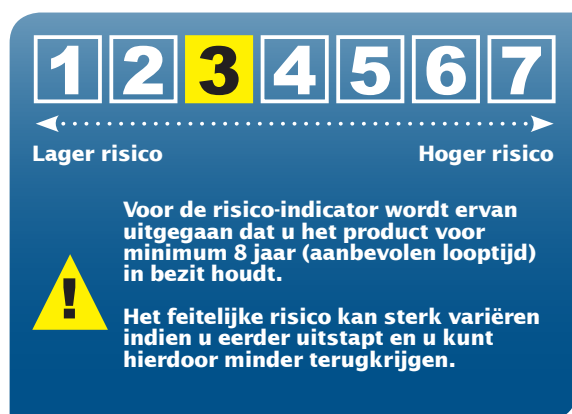 1 2 3 4 5 6 7
Lager risico Hoger risico
Voor de risico-indicator wordt ervan
uitgegaan dat u het product voor
minimum 8 jaar (aanbevolen looptijd)
in bezit houdt.
!
Het feitelijke risico kan sterk variëren
indien u eerder uitstapt en u kunt
hierdoor minder terugkrijgen.